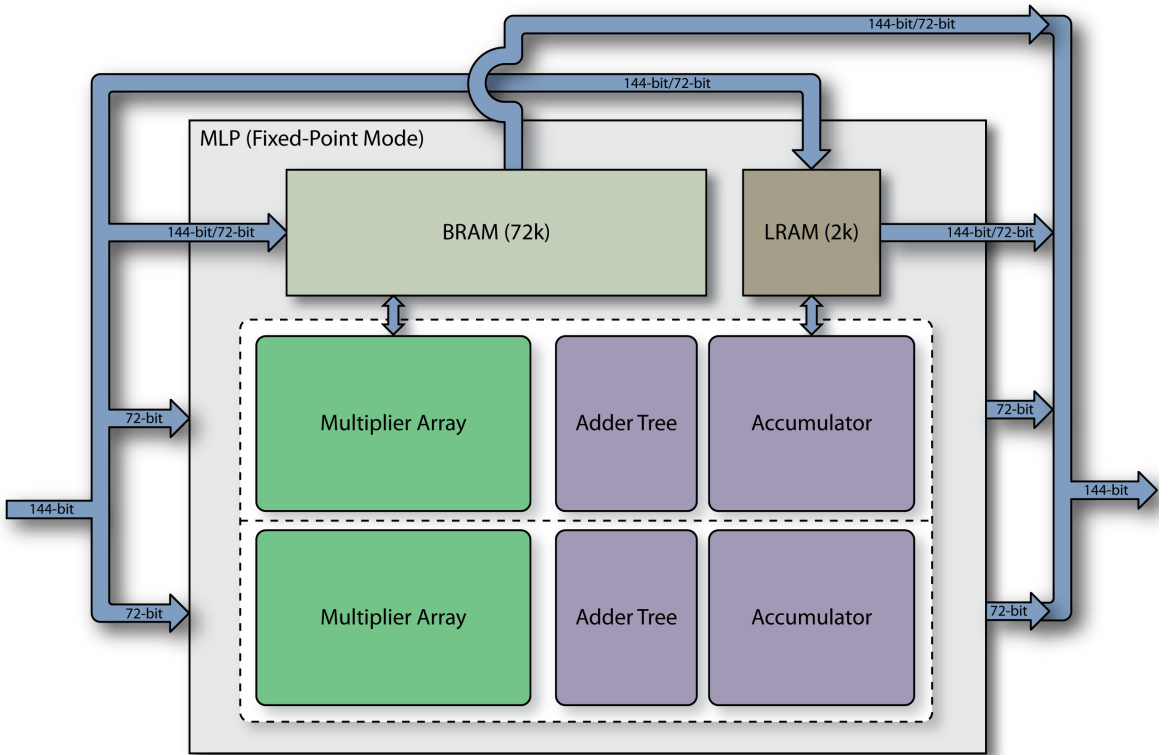 144-bit/72-bit
144-bit/72-bit
MLP (Fixed-Point Mode)
144-bit/72-bit
BRAM (72k)
LRAM (2k)
144-bit/72-bit
72-bit
Multiplier Array
Adder Tree
Accumulator
72-bit
144-bit
144-bit
72-bit
Multiplier Array
Adder Tree
Accumulator
72-bit